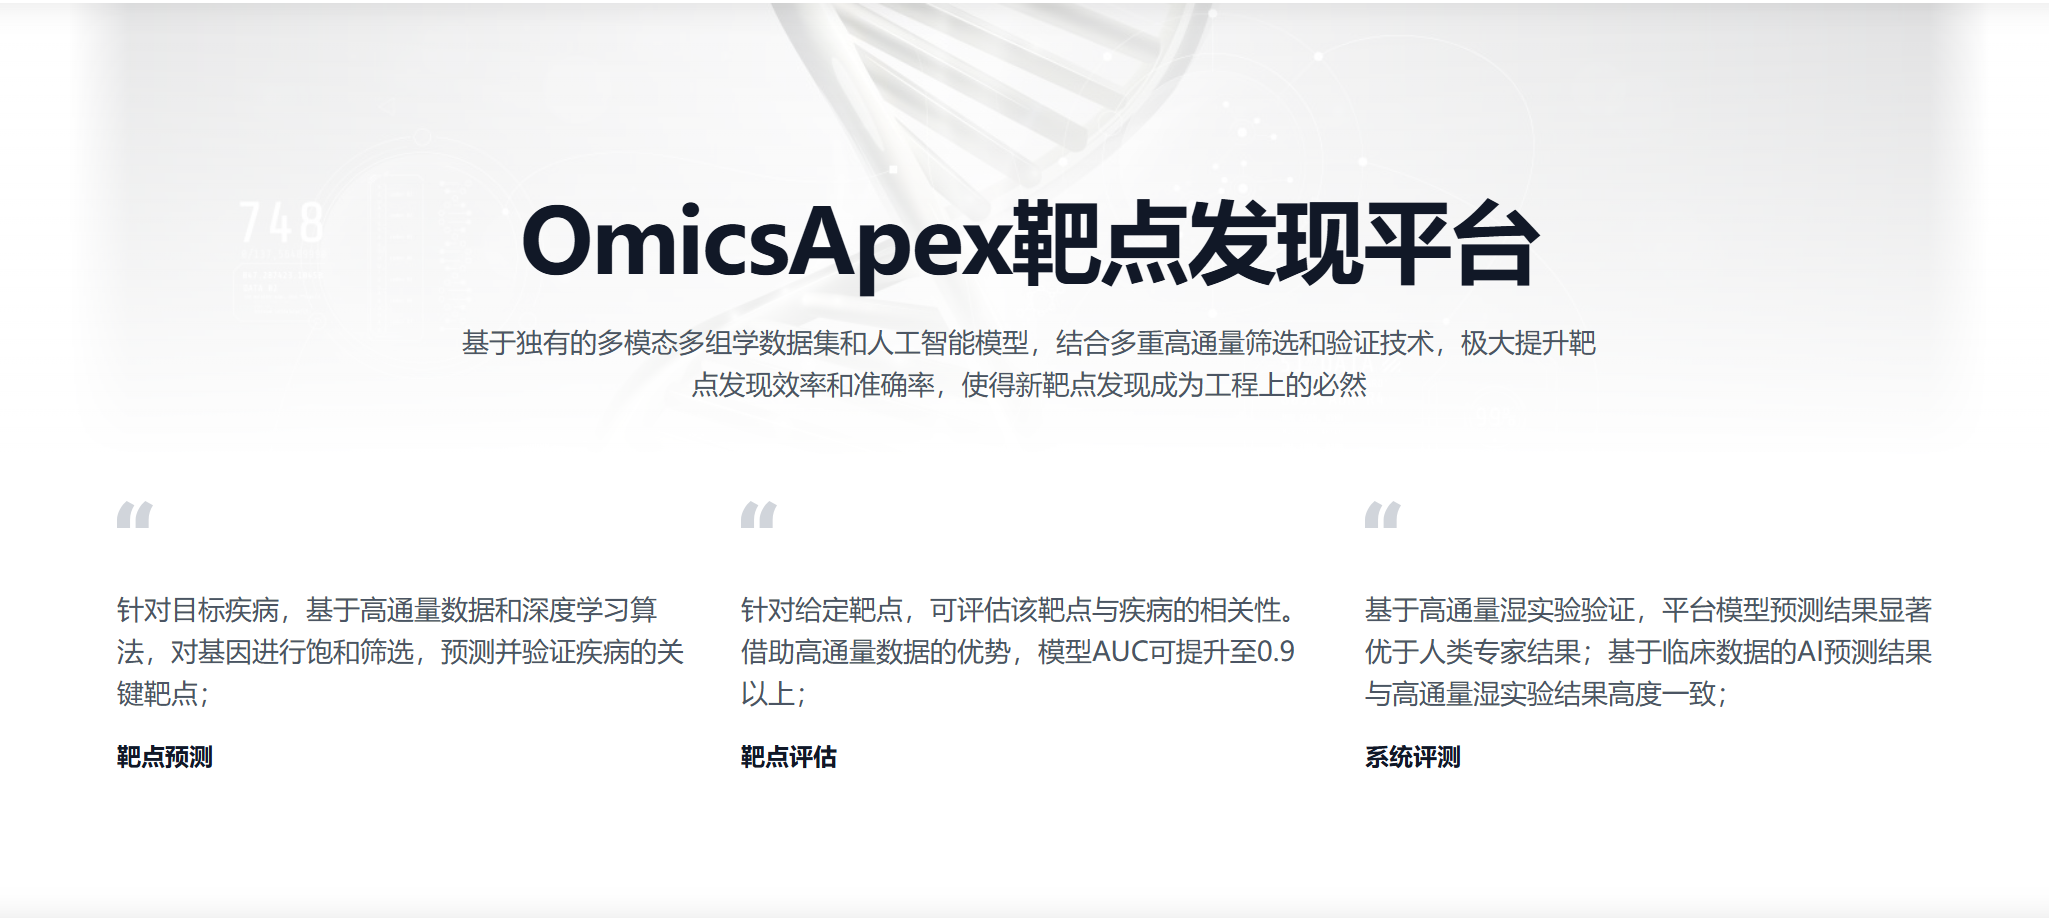 748
OmicsApex靶点发现平台
基于独有的多模态多组学数据集和人工智能模型，结合多重高通量筛选和验证技术，极大提升靶
点发现效率和准确率，使得新靶点发现成为工程上的必然
“
针对目标疾病，基于高通量数据和深度学习算
法，对基因进行饱和筛选，预测并验证疾病的关
键靶点；
靶点预测
“
针对给定靶点，可评估该靶点与疾病的相关性。
借助高通量数据的优势，模型AUC可提升至0.9
以上；
靶点评估
“
基于高通量湿实验验证，平台模型预测结果显著
优于人类专家结果；基于临床数据的AI预测结果
与高通量湿实验结果高度一致；
系统评测